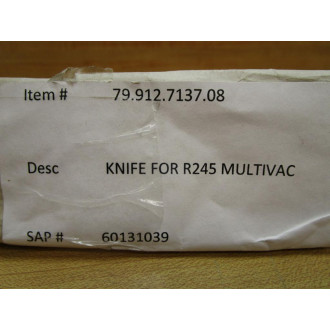 Item # 79.912.7137.08
Desc KNIFE FOR R245 MULTIVAC
SAP # 60131039